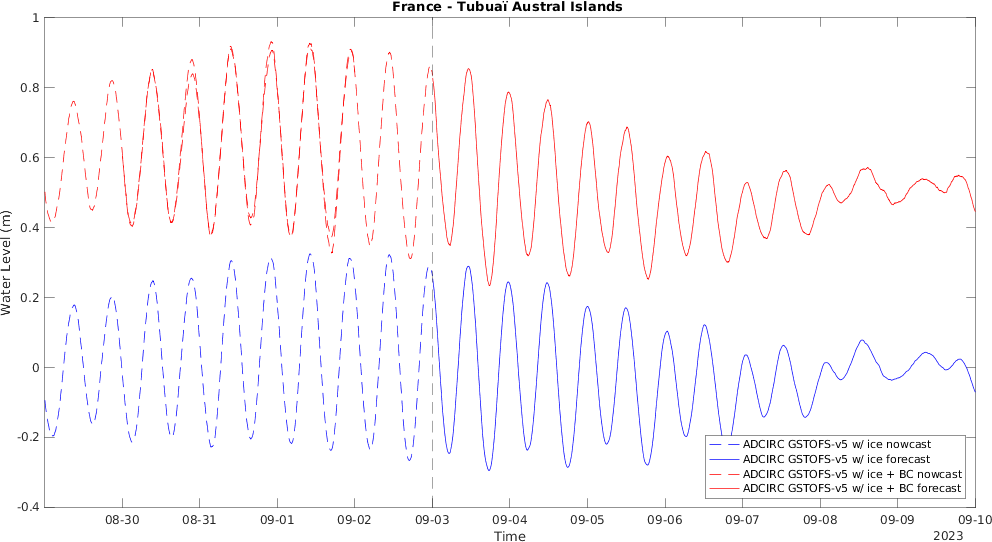 France - Tubuaï Austral Islands
Water Level (m)
1
0.8
0.6
0.4
0.2
0
-0.2
-0.4
ADCIRC GSTOFS-v5 w/ ice nowcast
ADCIRC GSTOFS-v5 w/ ice forecast
ADCIRC GSTOFS-v5 w/ ice + BC nowcast
ADCIRC GSTOFS-v5 w/ ice + BC forecast
08-30 08-31 09-01 09-02 09-03 09-04 09-05 09-06 09-07 09-08 09-09 09-10
Time
2023